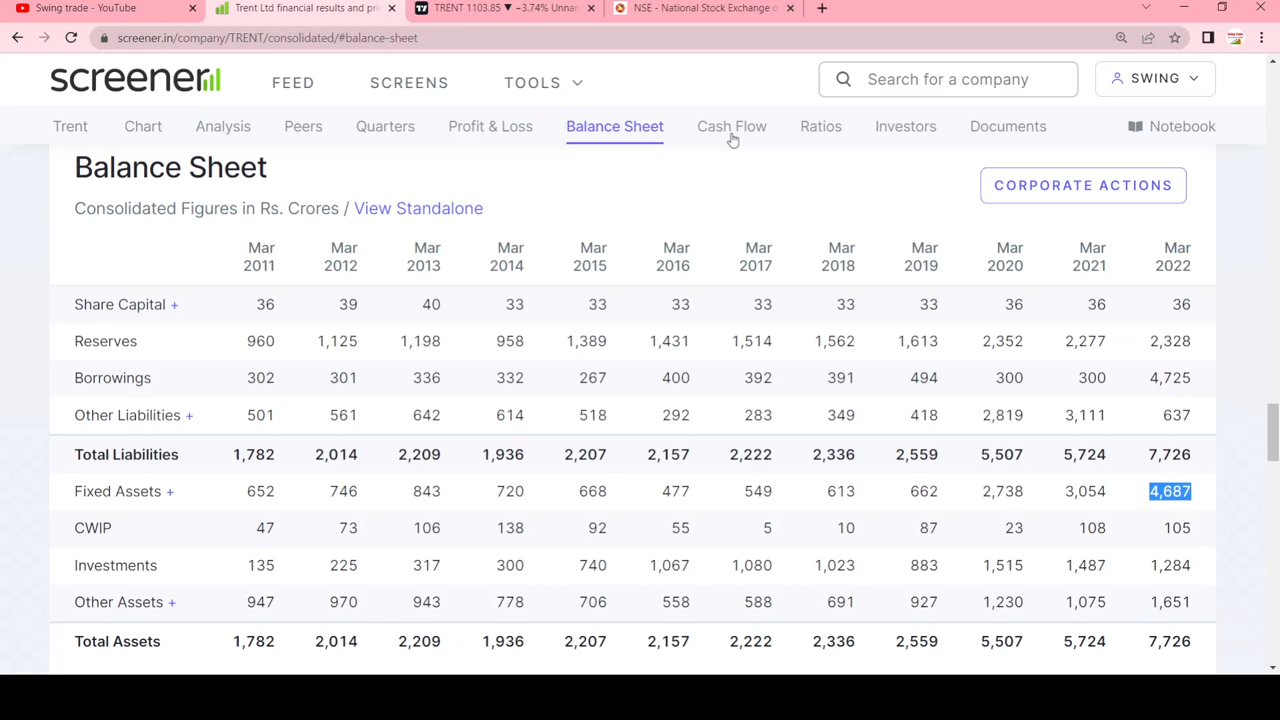 Swing trade - YouTube
Trent Ltd financial results and pri
TRENT 1103.85 ▼ −3.74% Unnan
NSE - National Stock Exchange o
screener.in/company/TRENT/consolidated/#balance-sheet
screener
FEED SCREENS TOOLS
Search for a company
SWING
Trent Chart Analysis Peers Quarters Profit & Loss Balance Sheet Cash Flow Ratios Investors Documents Notebook
Balance Sheet
CORPORATE ACTIONS
Consolidated Figures in Rs. Crores / View Standalone
Mar 2011 Mar 2012 Mar 2013 Mar 2014 Mar 2015 Mar 2016 Mar 2017 Mar 2018 Mar 2019 Mar 2020 Mar 2021 Mar 2022
Share Capital + 36 39 40 33 33 33 33 33 33 36 36 36
Reserves 960 1,125 1,198 958 1,389 1,431 1,514 1,562 1,613 2,352 2,277 2,328
Borrowings 302 301 336 332 267 400 392 391 494 300 300 4,725
Other Liabilities + 501 561 642 614 518 292 283 349 418 2,819 3,111 637
Total Liabilities 1,782 2,014 2,209 1,936 2,207 2,157 2,222 2,336 2,559 5,507 5,724 7,726
Fixed Assets + 652 746 843 720 668 477 549 613 662 2,738 3,054 4,687
CWIP 47 73 106 138 92 55 5 10 87 23 108 105
Investments 135 225 317 300 740 1,067 1,080 1,023 883 1,515 1,487 1,284
Other Assets + 947 970 943 778 706 558 588 691 927 1,230 1,075 1,651
Total Assets 1,782 2,014 2,209 1,936 2,207 2,157 2,222 2,336 2,559 5,507 5,724 7,726